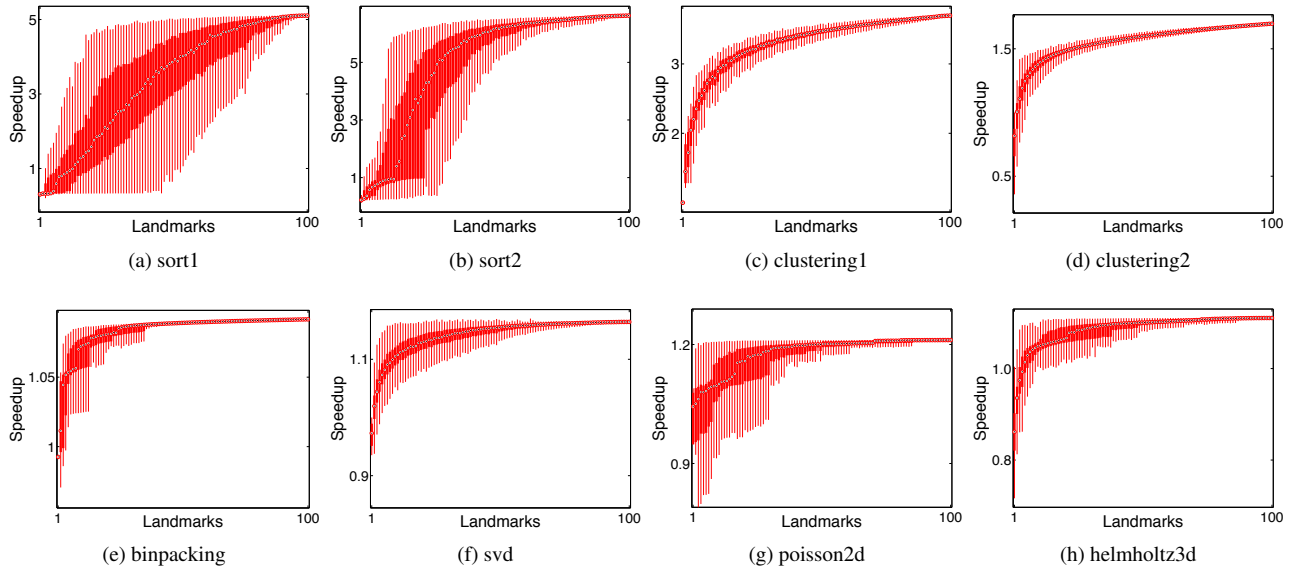 5
3
1
Speedup
1
Landmarks
100
(a) sort1
5
3
1
Speedup
1
Landmarks
100
(b) sort2
3
2
Speedup
1
Landmarks
100
(c) clustering1
1.5
0.5
Speedup
1
Landmarks
100
(d) clustering2
1.05
1
Speedup
1
Landmarks
100
(e) binpacking
1.1
0.9
Speedup
1
Landmarks
100
(f) svd
1.2
0.9
Speedup
1
Landmarks
100
(g) poisson2d
1.0
0.8
Speedup
1
Landmarks
100
(h) helmholtz3d